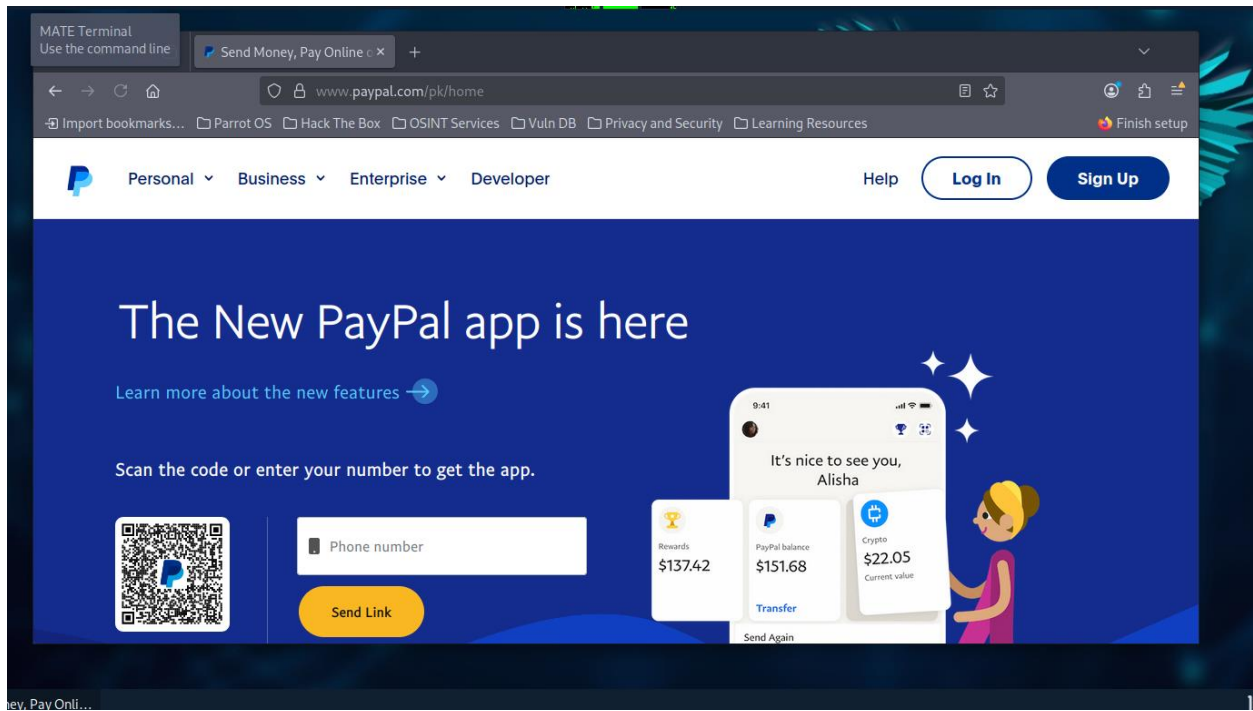 MATE Terminal
Use the command line
Send Money, Pay Online o
www.paypal.com/pk/home
Import bookmarks... Parrot OS Hack The Box OSINT Services Vuln DB Privacy and Security Learning Resources Finish setup
Personal Business Enterprise Developer Help Log In Sign Up
The New PayPal app is here
Learn more about the new features
Scan the code or enter your number to get the app.
Phone number
Send Link
9:41
It's nice to see you,
Alisha
Rewards
$137.42
PayPal balance
$151.68
Transfer
Crypto
$22.05
Current value
Send Again
ney, Pay Onli...